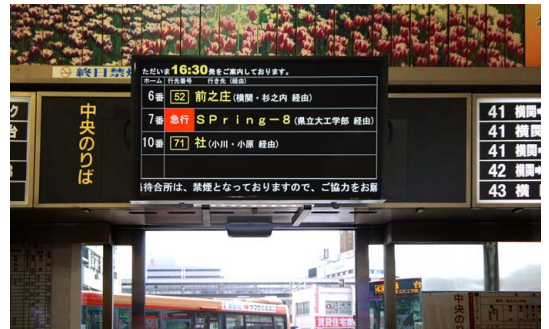 終日禁
中央のりば
ただいま16:30発をご案内しております。
ホーム 行先番号 行き先（経由）
6番 52 前之庄(横関・杉之内 経由)
7番 急行 SPring-8(県立大工学部 経由)
10番 71 社(小川・小原 経由)
待合所は、禁煙となっておりますので、ご協力をお願
41 横関
41 横関
41 横関
42 横関
43 横
賃貸住宅
中央の